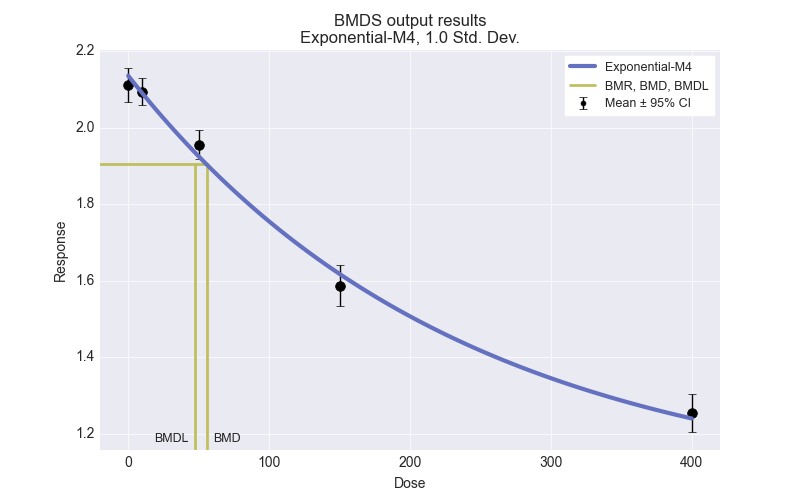 BMDS output results
Exponential-M4, 1.0 Std. Dev.
2.2
2.0
1.8
1.6
1.4
1.2
Response
Exponential-M4
BMR, BMD, BMDL
Mean ± 95% CI
BMDL
BMD
0
100
200
300
400
Dose